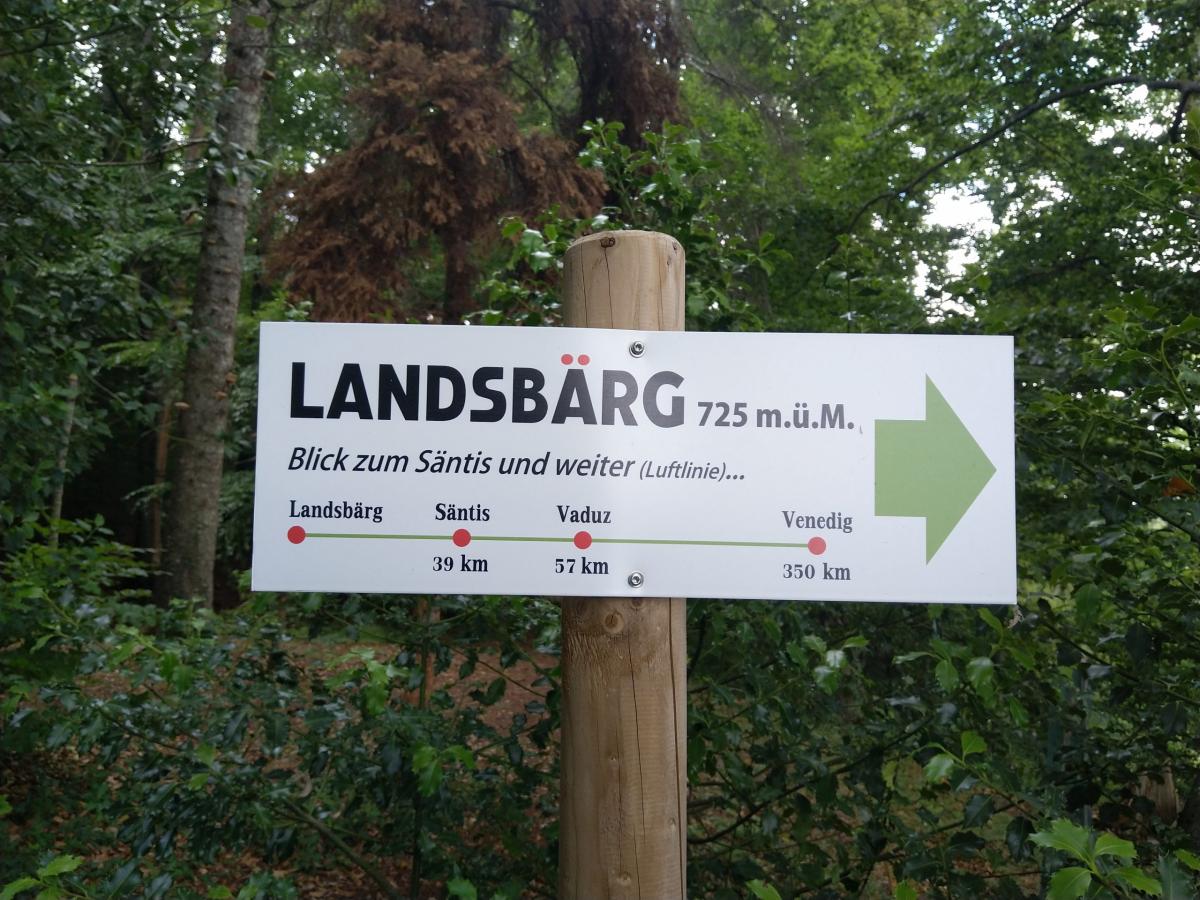 LANDSBÄRG 725 m.ü.M.
Blick zum Säntis und weiter (Luftlinie)...
Landsbärg Säntis Vaduz Venedig
39 km 57 km 350 km